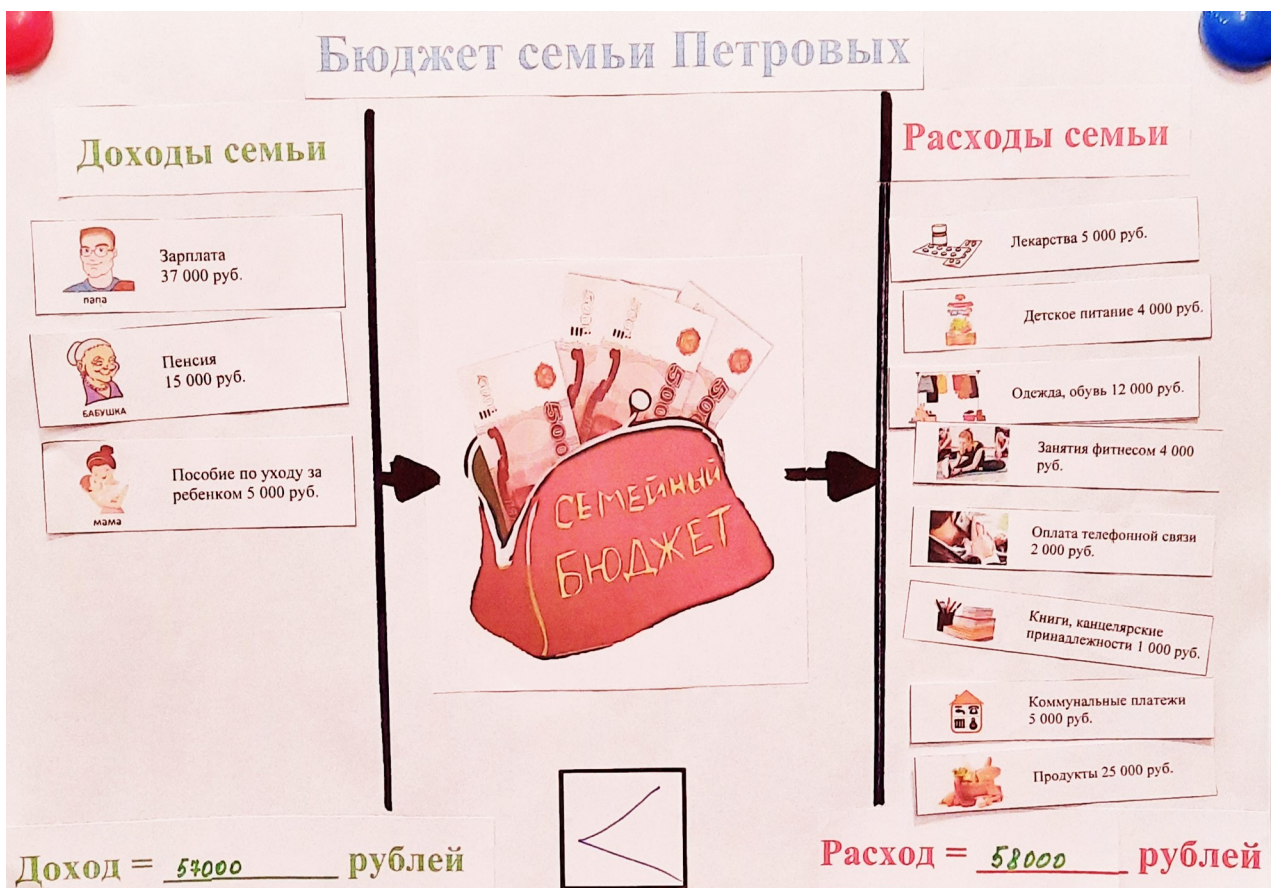 Бюджет семьи Петровых
Доходы семьи
Зарплата
37 000 руб.
папа
Пенсия
15 000 руб.
БАБУШКА
Пособие по уходу за
ребенком 5 000 руб.
мама
СЕМЕЙНЫЙ
БЮДЖЕТ
Расходы семьи
Лекарства 5 000 руб.
Детское питание 4 000 руб.
Одежда, обувь 12 000 руб.
Занятия фитнесом 4 000
руб.
Оплата телефонной связи
2 000 руб.
Книги, канцелярские
принадлежности 1 000 руб.
Коммунальные платежи
5 000 руб.
Продукты 25 000 руб.
Доход = 57000 рублей
<
Расход = 58000 рублей